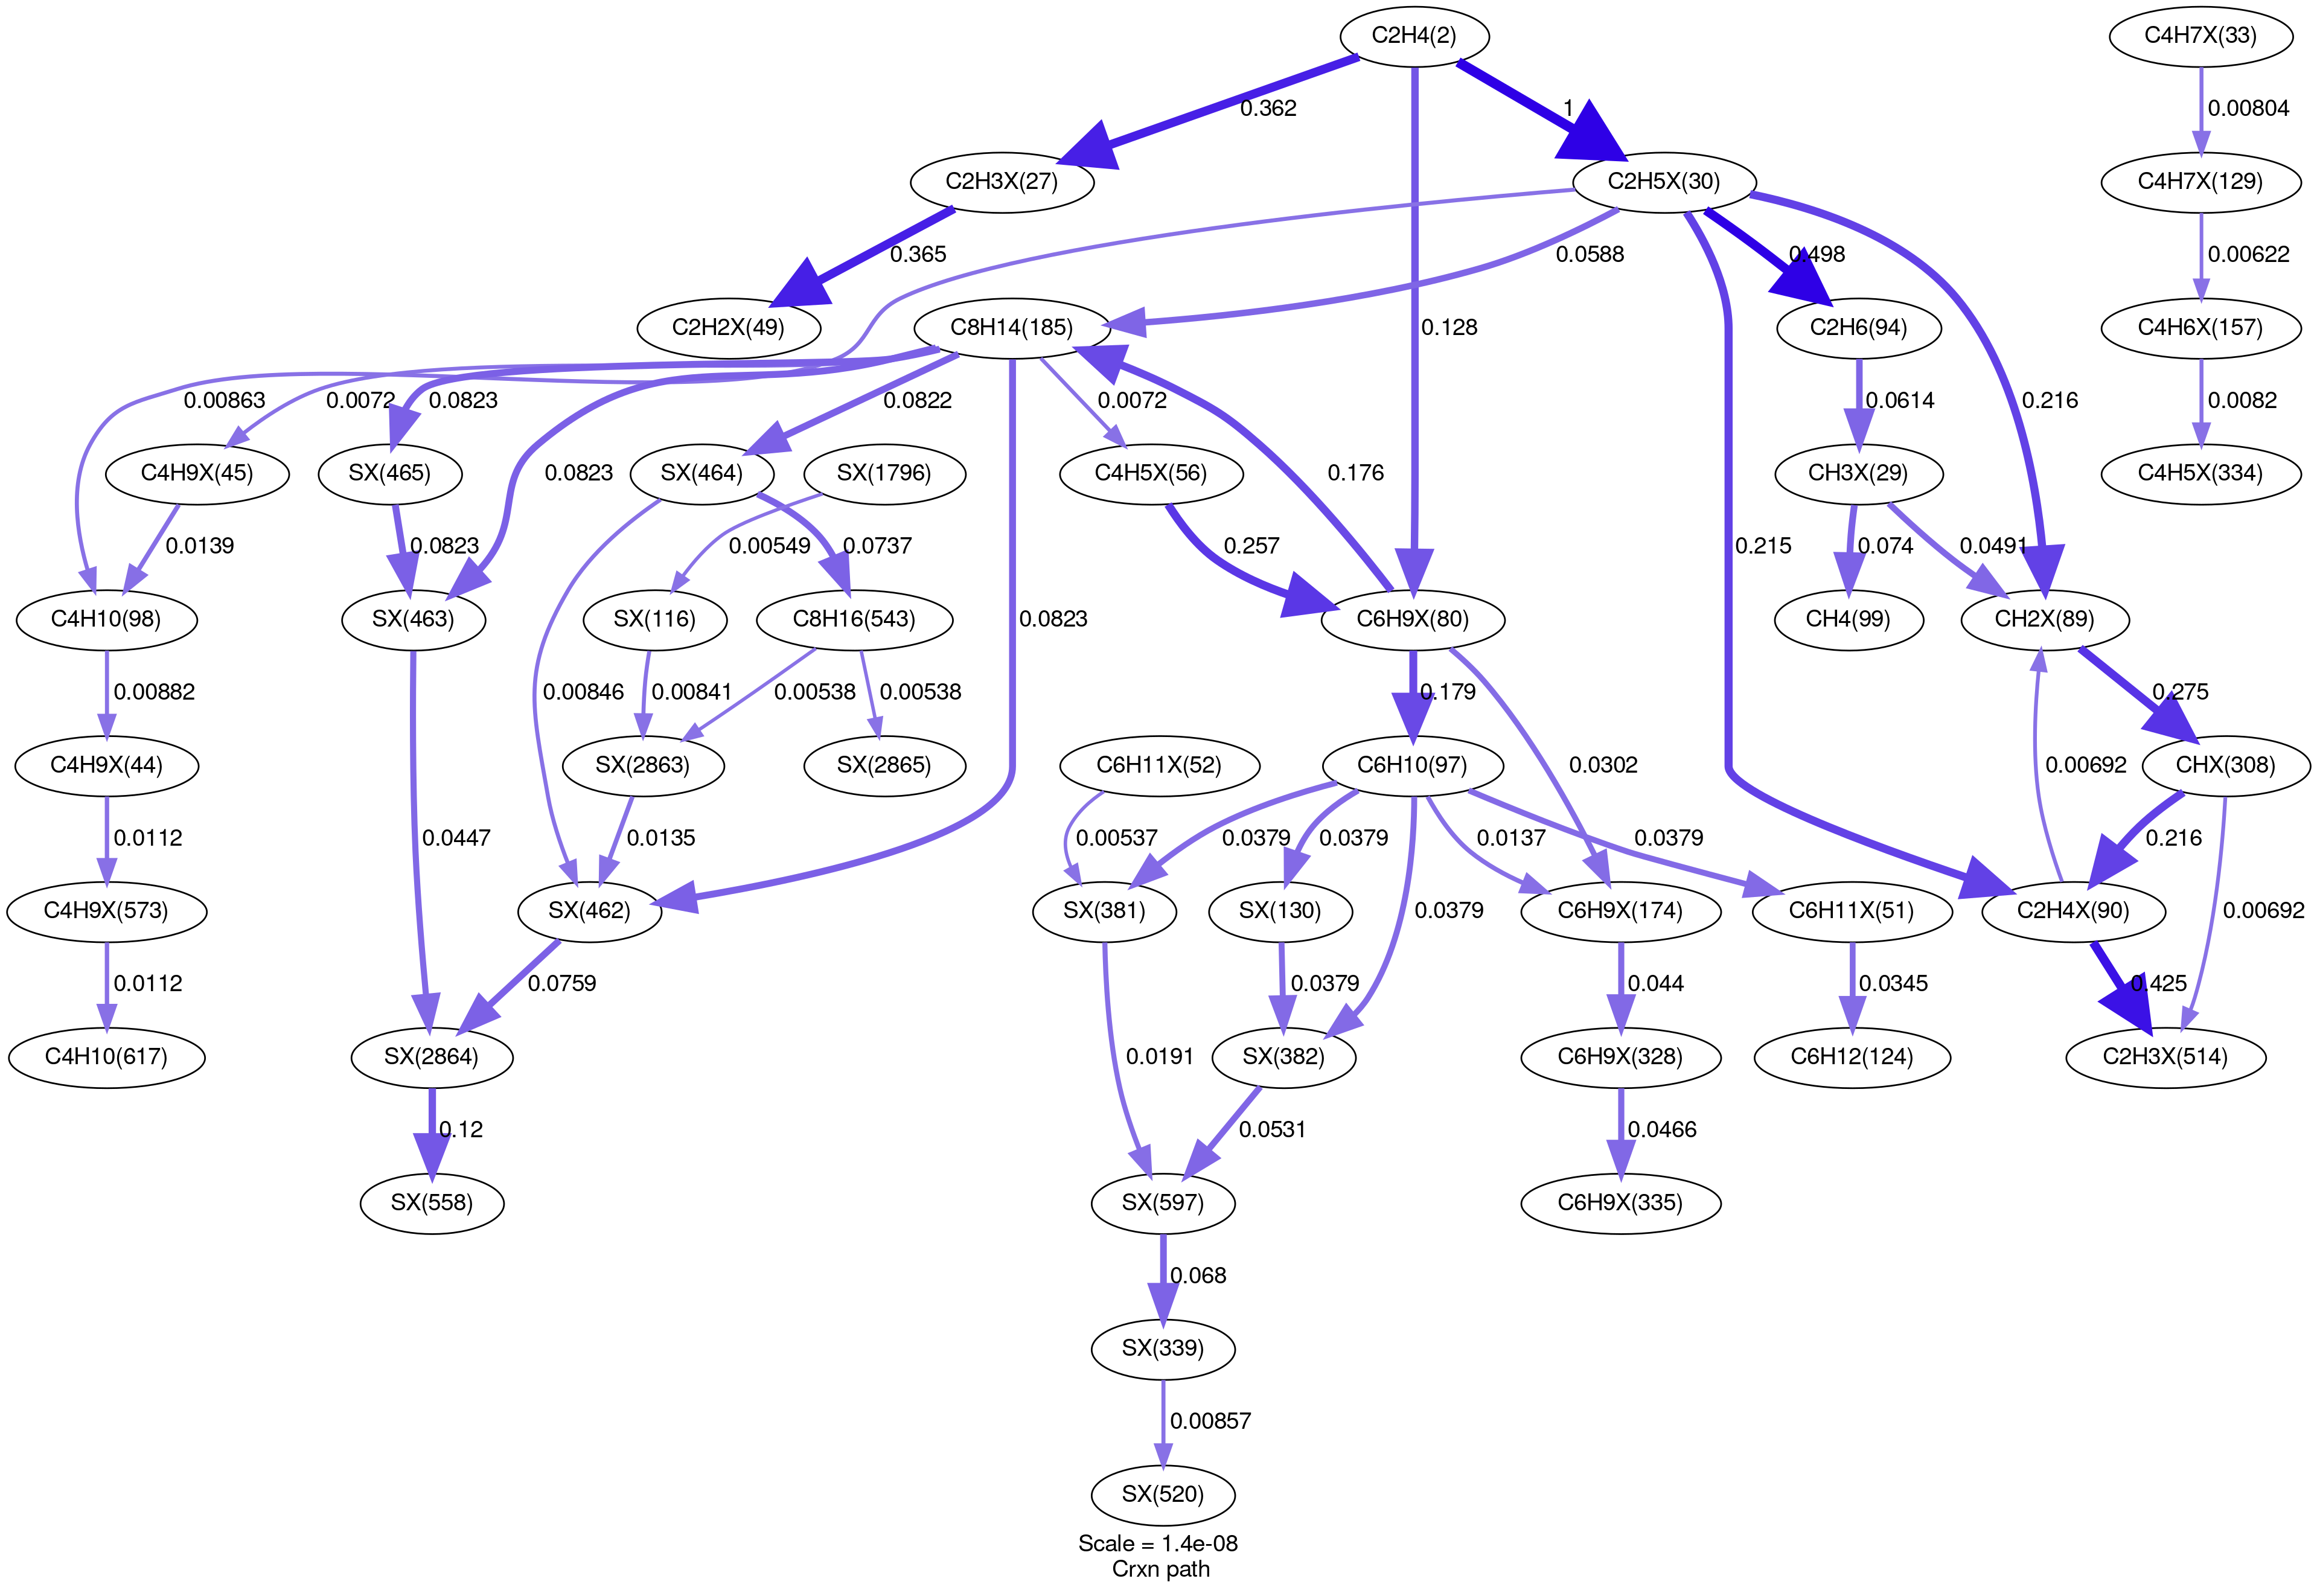 C2H4(2)
C4H7X(33)
0.362
1
0.00804
C2H3X(27)
C2H5X(30)
C4H7X(129)
0.365
0.0588
0.498
0.00622
C2H2X(49)
C8H14(185)
0.128
C2H6(94)
C4H6X(157)
0.00863
0.0072
0.0823
0.0822
0.0072
0.0614
0.216
0.0082
C4H9X(45)
SX(465)
0.0823
SX(464)
SX(1796)
C4H5X(56)
0.176
CH3X(29)
C4H5X(334)
0.0139
0.0823
0.00549
0.0737
0.257
0.215
0.074
0.0491
C4H10(98)
SX(463)
SX(116)
C8H16(543)
0.0823
C6H9X(80)
CH4(99)
CH2X(89)
0.00882
0.00846
0.00841
0.00538
0.00538
0.179
0.00692
0.275
C4H9X(44)
SX(2863)
SX(2865)
C6H11X(52)
C6H10(97)
0.0302
CHX(308)
0.0112
0.0447
0.0135
0.00537
0.0379
0.0379
0.0137
0.0379
0.216
C4H9X(573)
SX(462)
SX(381)
SX(130)
0.0379
C6H9X(174)
C6H11X(51)
C2H4X(90)
0.00692
0.0112
0.0759
0.0379
0.044
0.0345
0.425
C4H10(617)
SX(2864)
0.0191
SX(382)
C6H9X(328)
C6H12(124)
C2H3X(514)
0.12
0.0531
0.0466
SX(558)
SX(597)
C6H9X(335)
0.068
SX(339)
0.00857
SX(520)
Scale = 1.4e-08
Crxn path